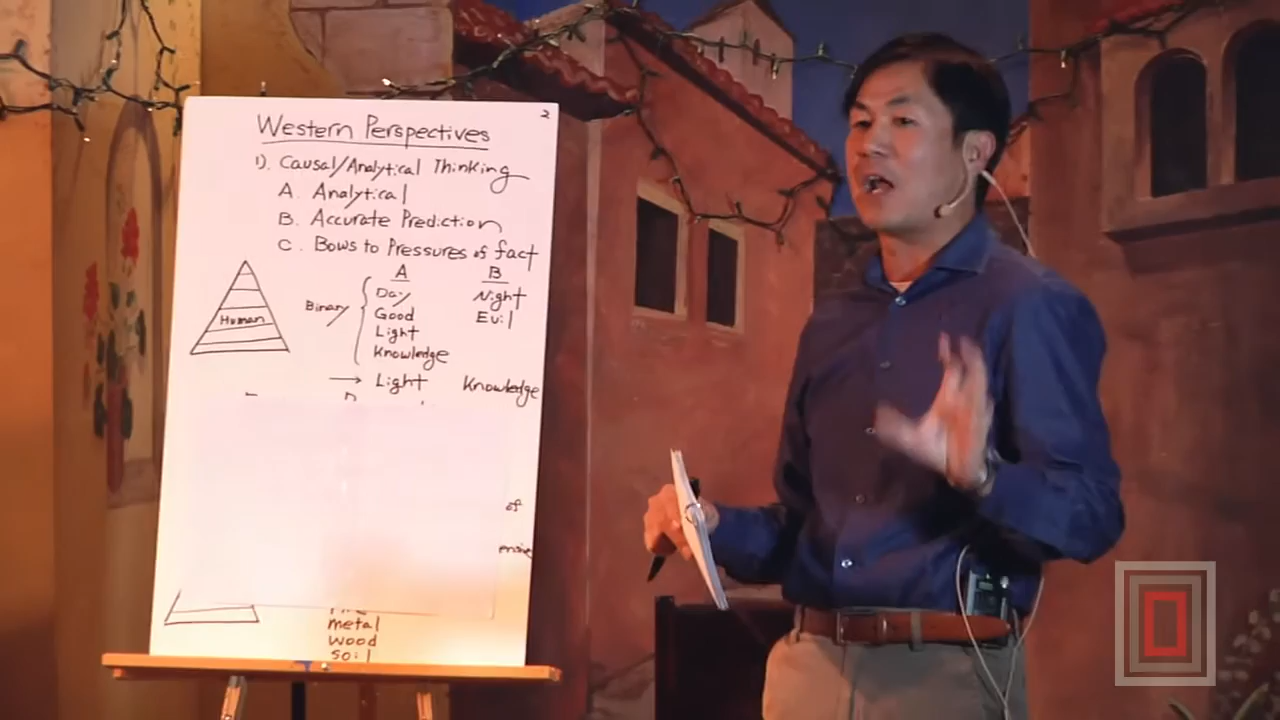 2
Western Perspectives
1). Causal/Analytical Thinking
A. Analytical
B. Accurate Prediction
C. Bows to Pressures of fact
A B
Binary Day Night
Good Evil
Light
Knowledge
Human
→ Light Knowledge
of
metal
wood
soil